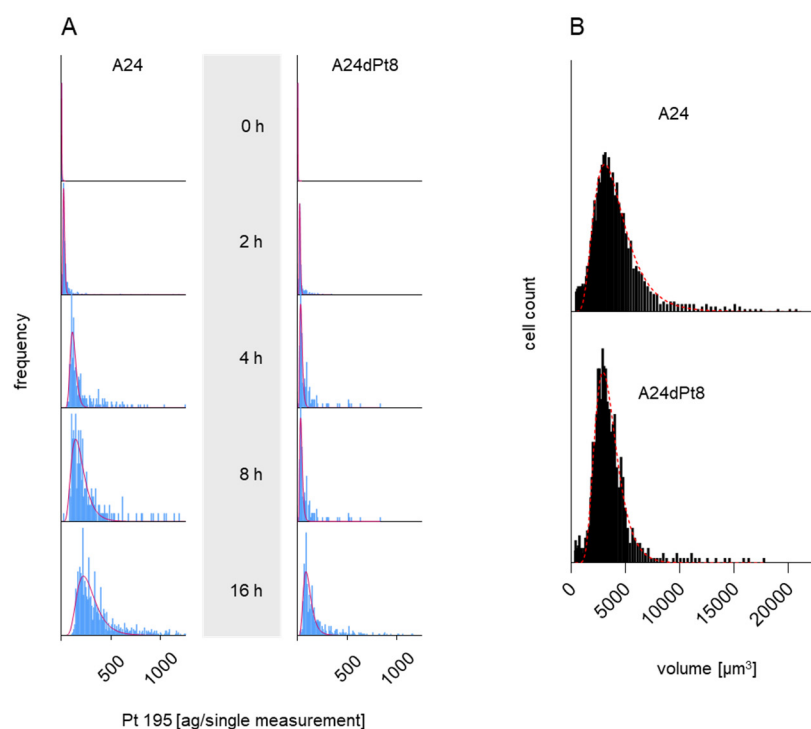 A
B
A24
A24dPt8
0 h
2 h
4 h
8 h
16 h
frequency
500
1000
500
1000
Pt 195 [ag/single measurement]
A24
cell count
A24dPt8
0
5000
10000
15000
20000
volume [µm³]